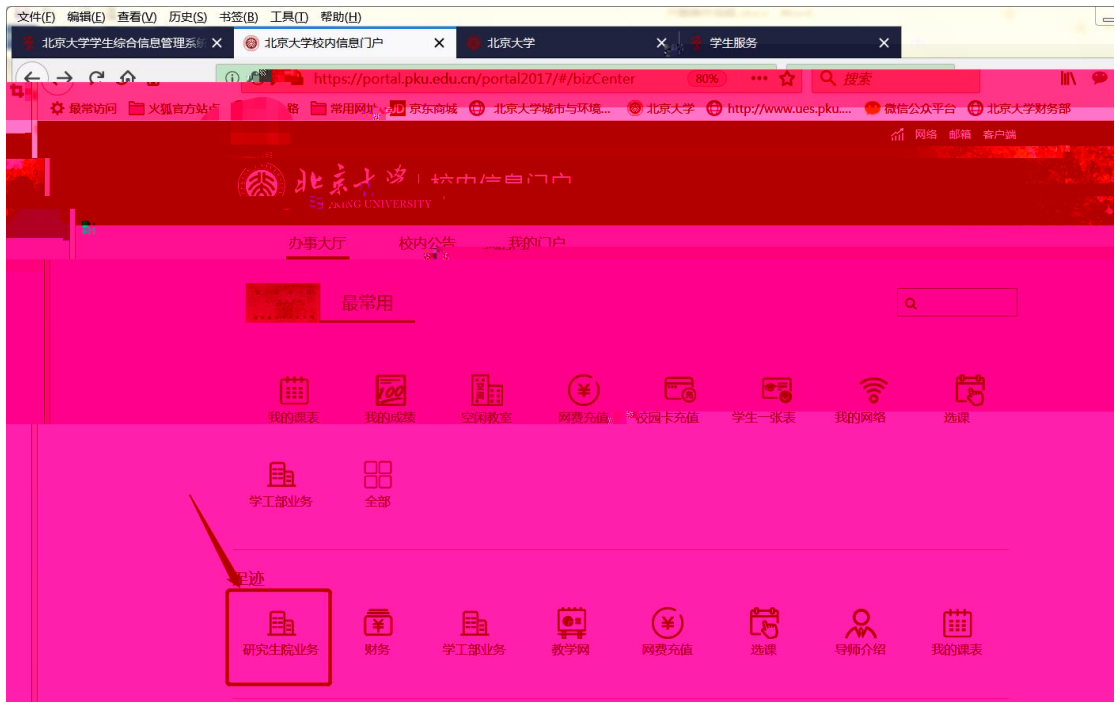 文件(F) 编辑(E) 查看(V) 历史(S) 书签(B) 工具(T) 帮助(H)
北京大学学生综合信息管理系统 北京大学校内信息门户 北京大学 学生服务
https://portal.pku.edu.cn/portal2017/#/bizCenter 80% 搜索
最常访问 火狐官方站点 常用网址 JD 京东商城 北京大学城市与环境... 北京大学 http://www.ues.pku.... 微信公众平台 北京大学财务部
网络 邮箱 客户端
北京大学 校内信息门户
PEKING UNIVERSITY
办事大厅 校内公告 我的门户
最常用
我的课表 我的成绩 空闲教室 网费充值 校园卡充值 学生一张表 我的网络 选课
学工部业务 全部
足迹
研究生院业务 财务 学工部业务 教学网 网费充值 选课 导师介绍 我的课表